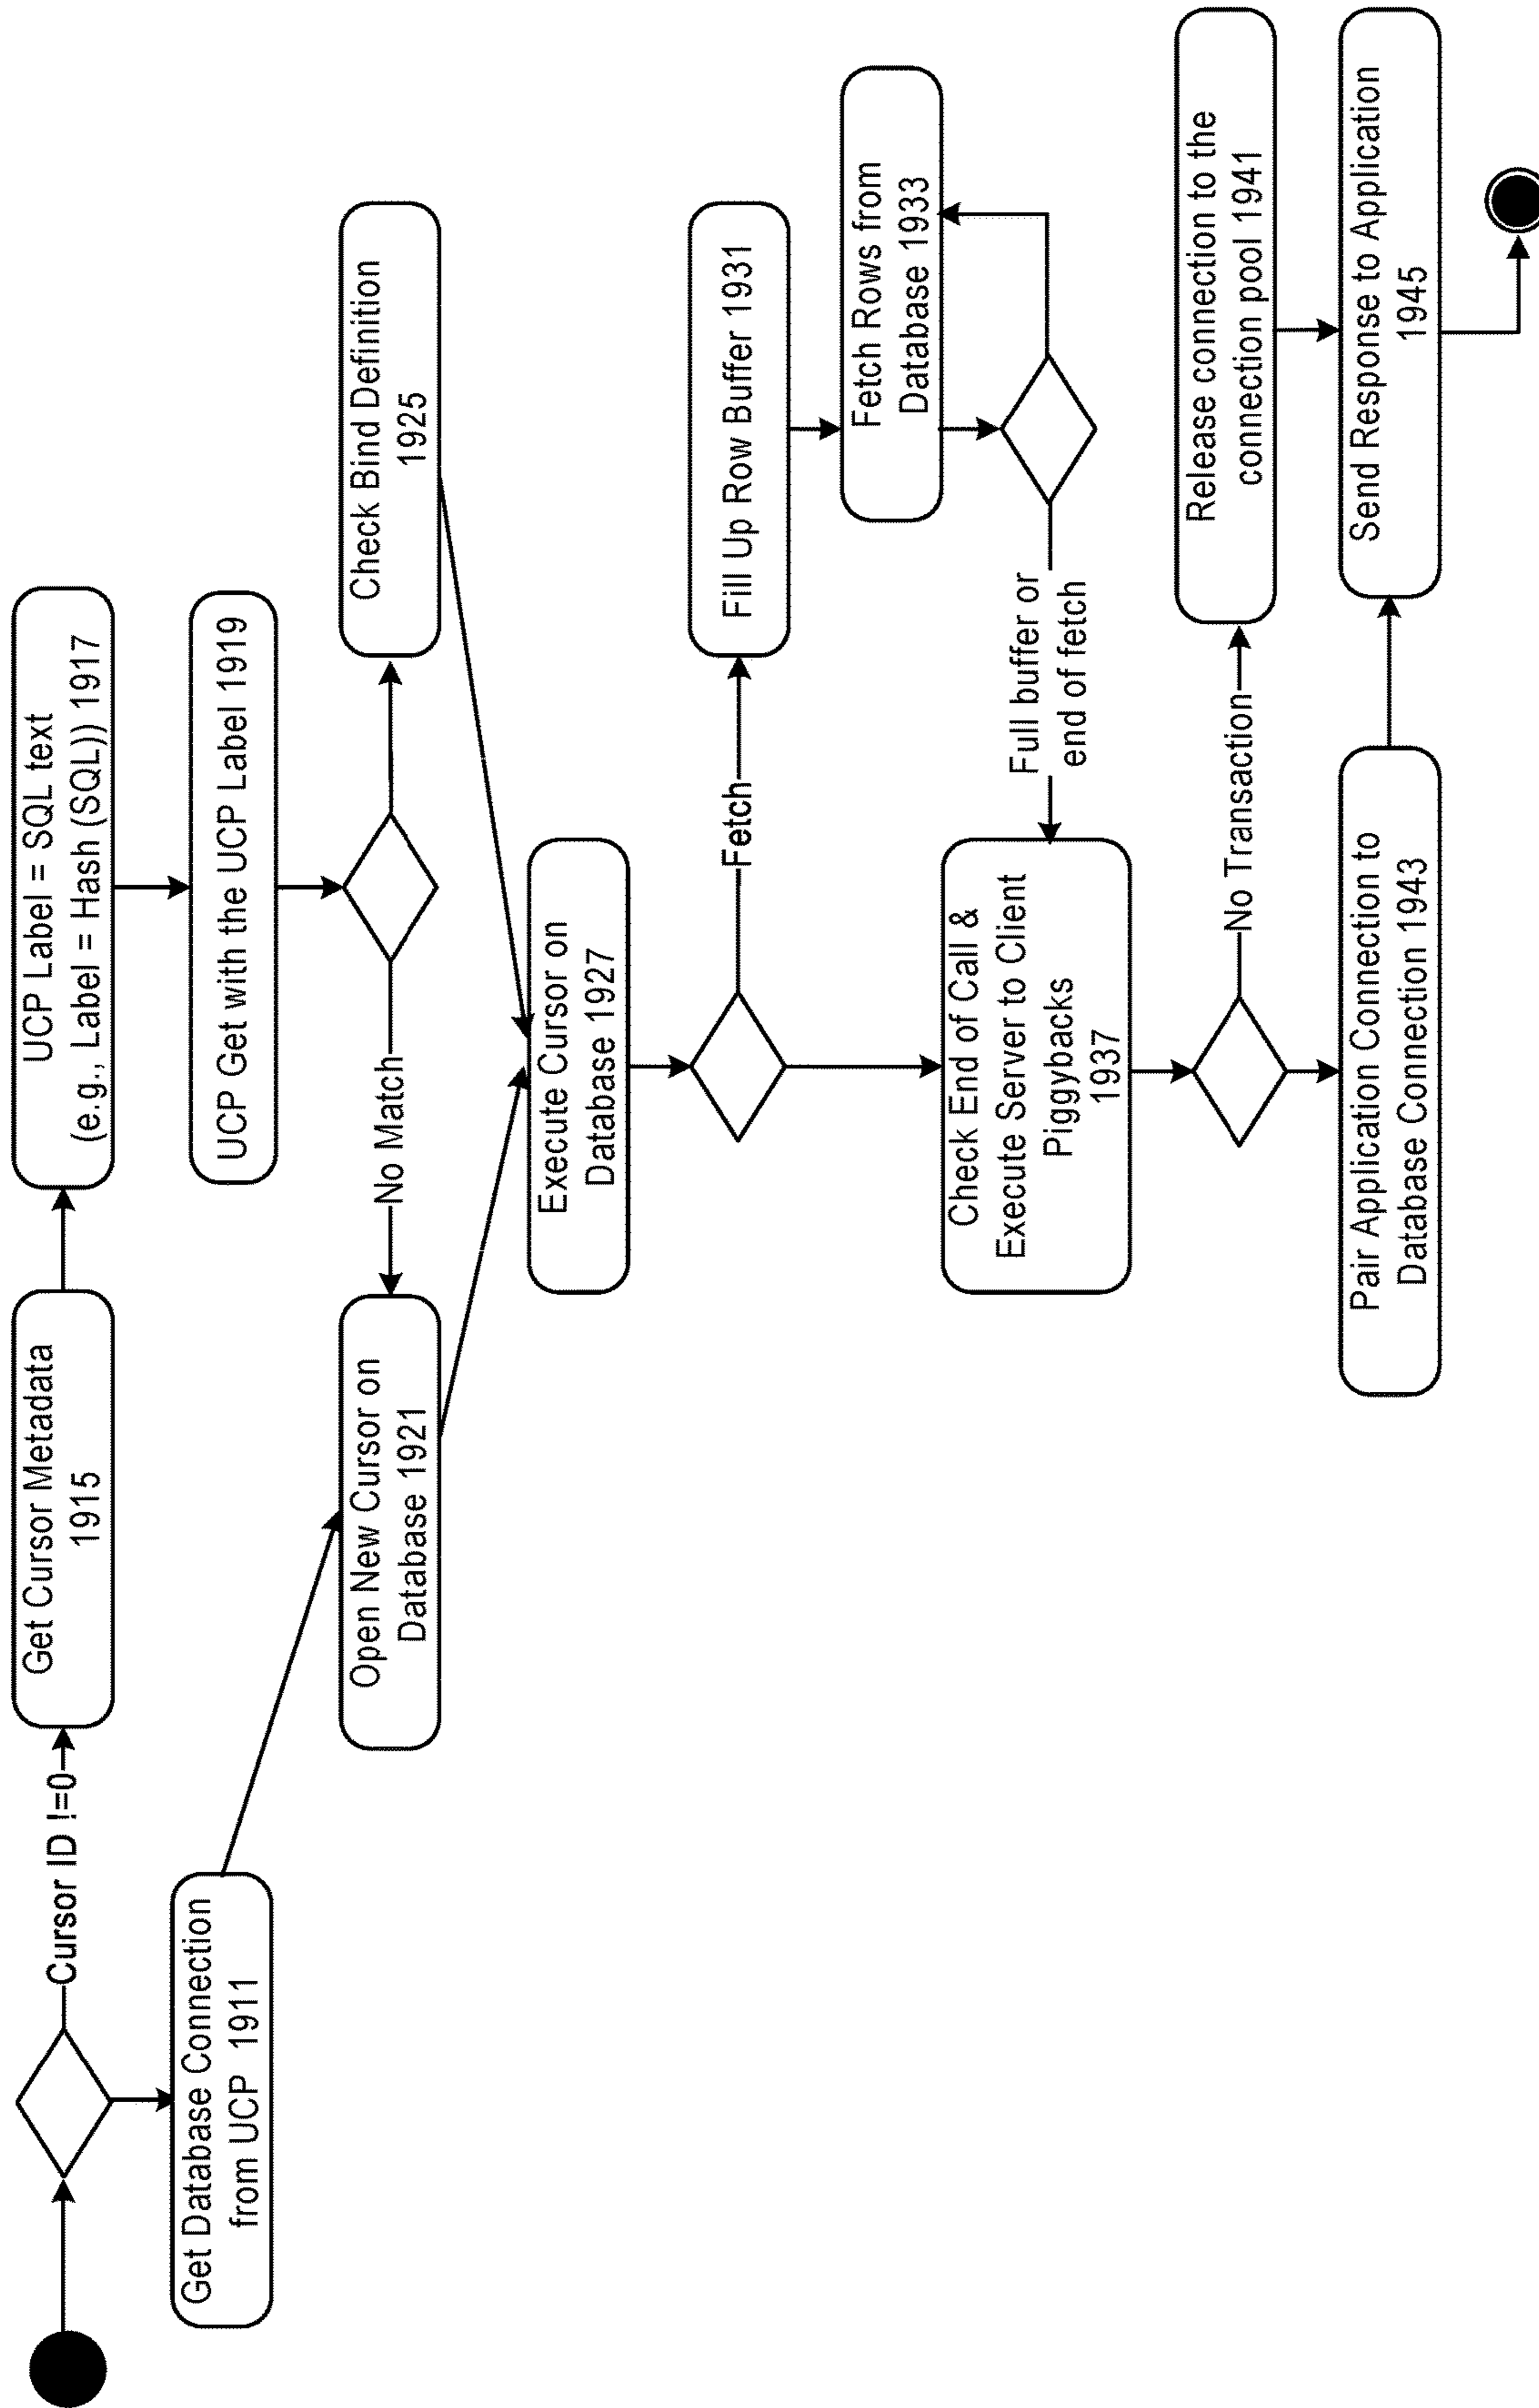 Cursor ID !=0
Get Cursor Metadata
1915
UCP Label = SQL text
(e.g., Label = Hash (SQL)) 1917
Get Database Connection
from UCP 1911
UCP Get with the UCP Label 1919
Open New Cursor on
Database 1921
No Match
Check Bind Definition
1925
Execute Cursor on
Database 1927
Fetch
Fill Up Row Buffer 1931
Fetch Rows from
Database 1933
Full buffer or
end of fetch
Check End of Call &
Execute Server to Client
Piggybacks
1937
No Transaction
Release connection to the
connection pool 1941
Pair Application Connection to
Database Connection 1943
Send Response to Application
1945